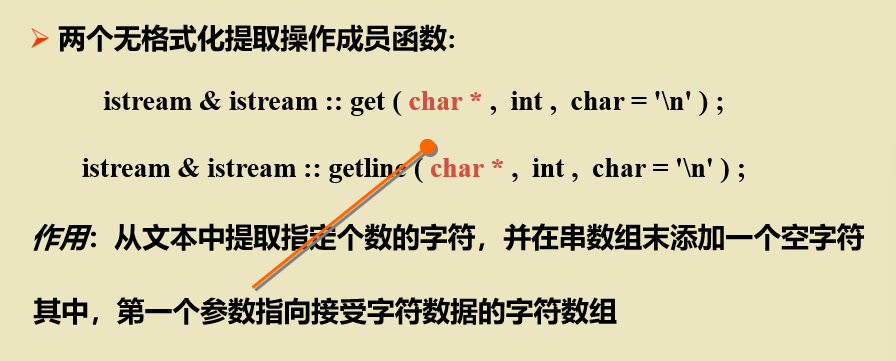 两个无格式化提取操作成员函数:
istream & istream :: get ( char * , int , char = '\n' ) ;
istream & istream :: getline ( char * , int , char = '\n' ) ;
作用：从文本中提取指定个数的字符，并在串数组末添加一个空字符
其中，第一个参数指向接受字符数据的字符数组